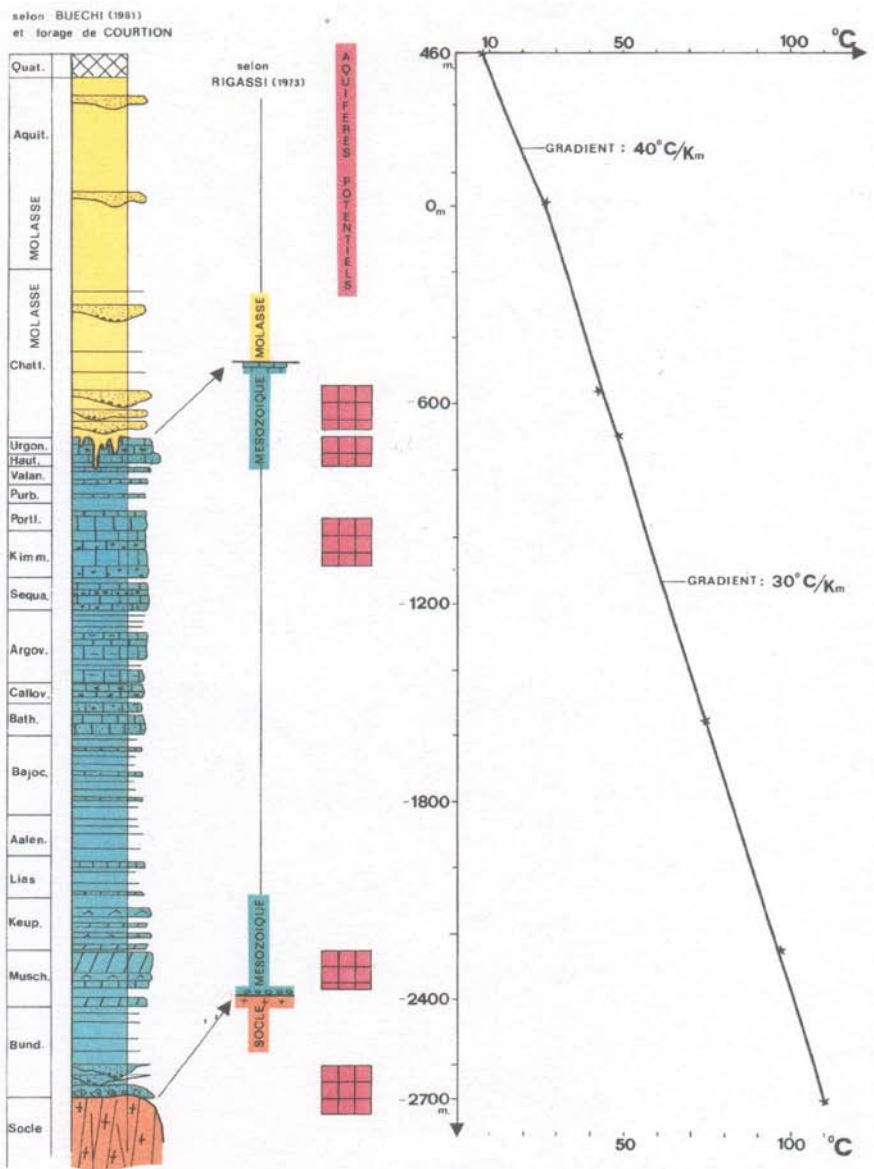 selon BUECHI (1981)
et forage de COURTION
Quat.
Aquit.
MOLASSE
MOLASSE
Chatt.
Urgon.
Haut.
Valan.
Purb.
Portl.
Kimm.
Sequa.
Argov.
Callov.
Bath.
Bajoc.
Aalen.
Lias
Keup.
Musch.
Bund.
Socle
selon
RIGASSI (1973)
MOLASSE
MESOZOIQUE
MESOZOIQUE
SOCLE
AQUIFERES POTENTIELS
10 50 100 °C
460
m.
0m
-600
-1200
-1800
-2400
-2700
m.
GRADIENT : 40°C/Km
GRADIENT : 30°C/Km
50 100 °C